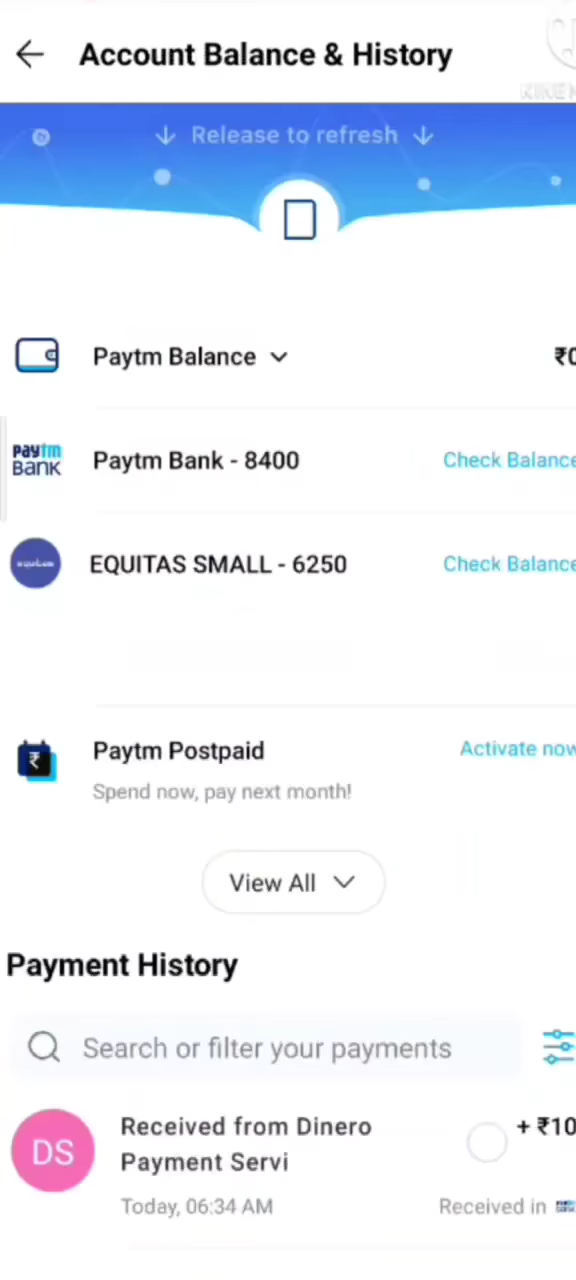 Account Balance & History
Release to refresh
Paytm Balance
₹0
paytm
BANK
Paytm Bank - 8400
Check Balance
EQUITAS SMALL - 6250
Check Balance
₹
Paytm Postpaid
Activate now
Spend now, pay next month!
View All
Payment History
Search or filter your payments
DS
Received from Dinero
Payment Servi
+ ₹10
Today, 06:34 AM
Received in